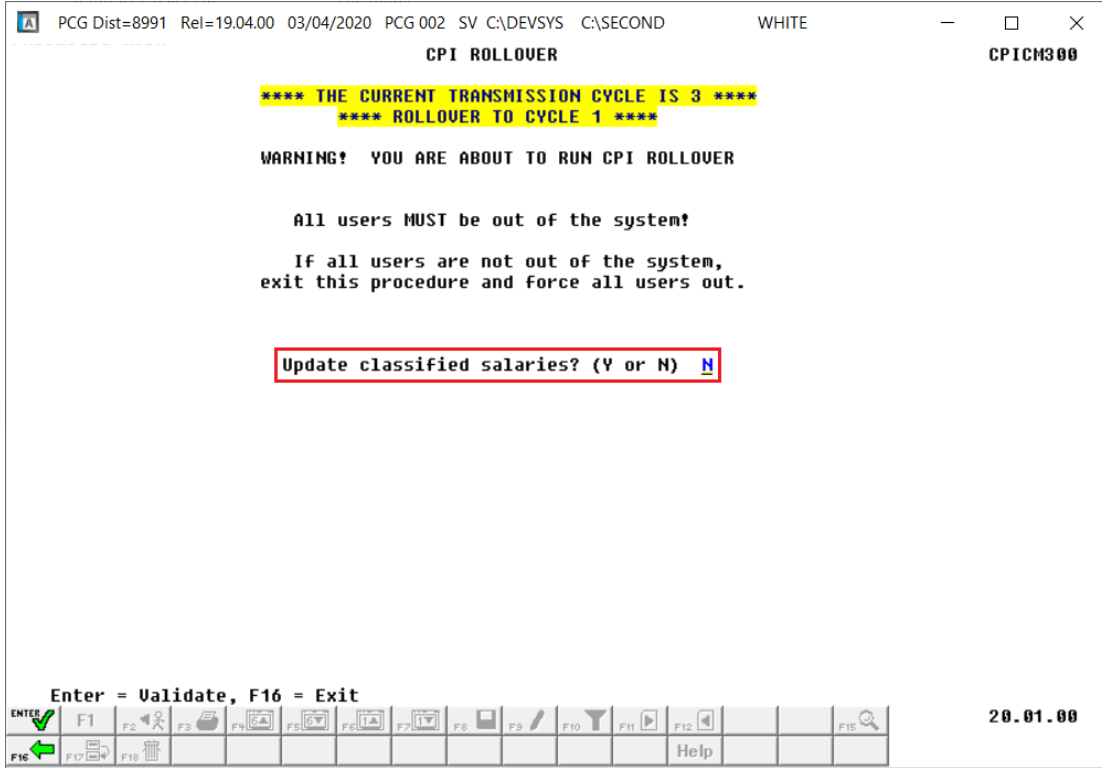 PCG Dist=8991 Rel=19.04.00 03/04/2020 PCG 002 SV C:\DEVSYS C:\SECOND WHITE
CPI ROLLOVER CPICM300
**** THE CURRENT TRANSMISSION CYCLE IS 3 ****
**** ROLLOVER TO CYCLE 1 ****
WARNING! YOU ARE ABOUT TO RUN CPI ROLLOVER
All users MUST be out of the system!
If all users are not out of the system,
exit this procedure and force all users out.
Update classified salaries? (Y or N) N
Enter = Validate, F16 = Exit
ENTER F1 F2 F3 F4 F5 F6 F7 F8 F9 F10 F11 F12 F15 20.01.00
F16 F17 F18 Help